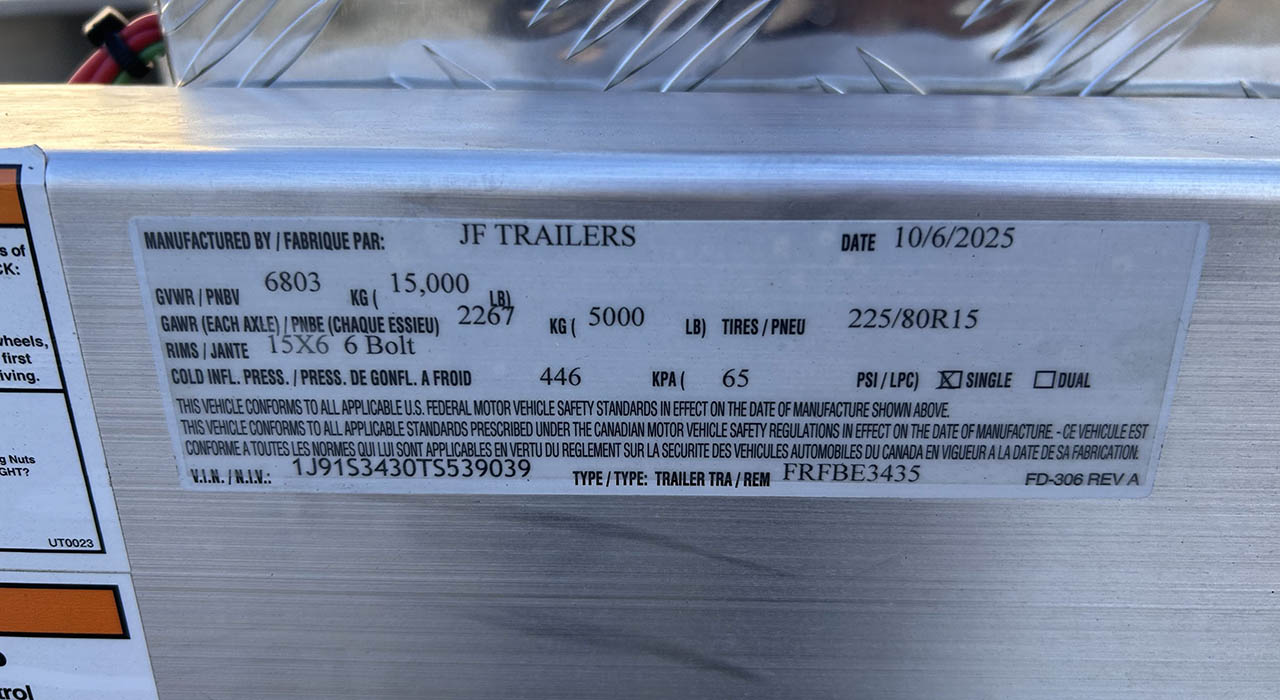 MANUFACTURED BY / FABRIQUE PAR: JF TRAILERS DATE 10/6/2025
GVWR / PNBV 6803 KG ( 15,000 LB)
GAWR (EACH AXLE) / PNBE (CHAQUE ESSIEU) 2267 KG ( 5000 LB) TIRES / PNEU 225/80R15
RIMS / JANTE 15X6 6 Bolt
COLD INFL. PRESS. / PRESS. DE GONFL. A FROID 446 KPA ( 65 PSI / LPC) SINGLE DUAL
THIS VEHICLE CONFORMS TO ALL APPLICABLE U.S. FEDERAL MOTOR VEHICLE SAFETY STANDARDS IN EFFECT ON THE DATE OF MANUFACTURE SHOWN ABOVE.
THIS VEHICLE CONFORMS TO ALL APPLICABLE STANDARDS PRESCRIBED UNDER THE CANADIAN MOTOR VEHICLE SAFETY REGULATIONS IN EFFECT ON THE DATE OF MANUFACTURE. - CE VEHICULE EST
CONFORME A TOUTES LES NORMES QUI LUI SONT APPLICABLES EN VERTU DU REGLEMENT SUR LA SECURITE DES VEHICULES AUTOMOBILES DU CANADA EN VIGUEUR A LA DATE DE SA FABRICATION.
V.I.N. / N.I.V.: 1J91S3430TS539039 TYPE / TYPE: TRAILER TRA / REM FRFBE3435 FD-306 REV A
s of
CK:
wheels,
first
iving.
g Nuts
GHT?
UT0023
trol